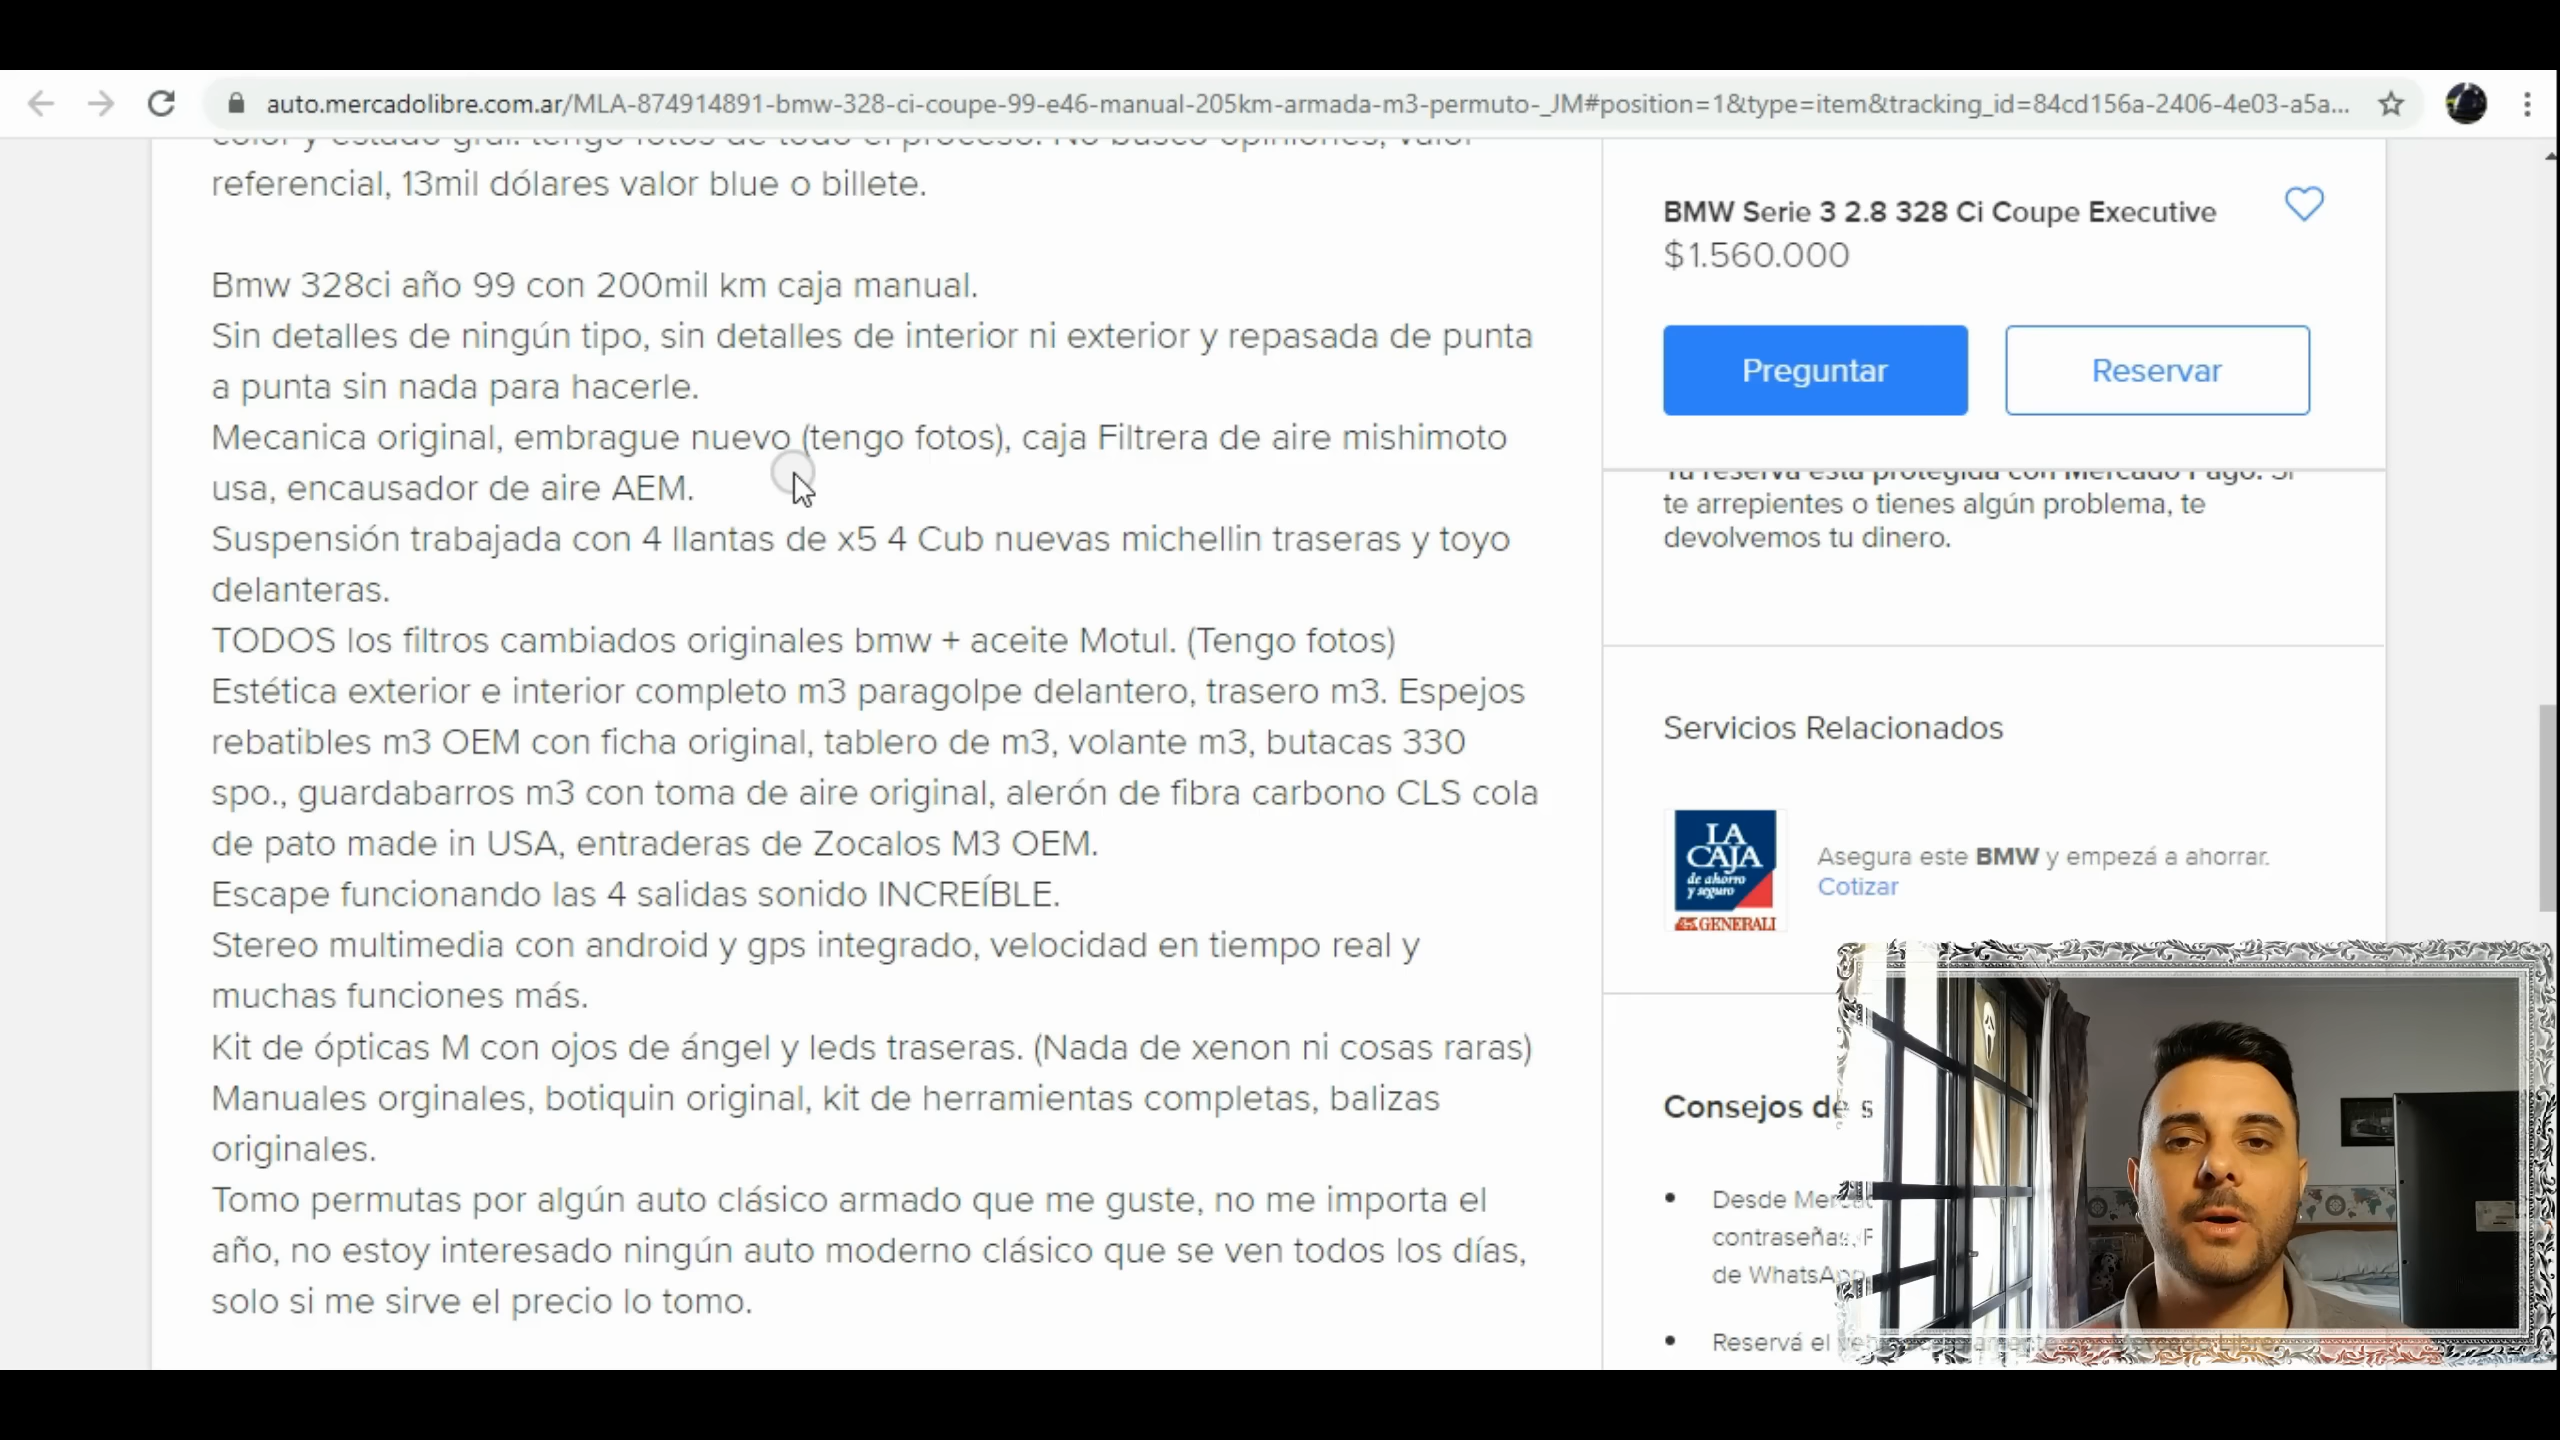 auto.mercadolibre.com.ar/MLA-874914891-bmw-328-ci-coupe-99-e46-manual-205km-armada-m3-permuto-_JM#position=1&type=item&tracking_id=84cd156a-2406-4e03-a5a...
color y estado gral. tengo fotos de todo el proceso. No busco opiniones, valor
referencial, 13mil dólares valor blue o billete.
Bmw 328ci año 99 con 200mil km caja manual.
Sin detalles de ningún tipo, sin detalles de interior ni exterior y repasada de punta
a punta sin nada para hacerle.
Mecanica original, embrague nuevo (tengo fotos), caja Filtrera de aire mishimoto
usa, encausador de aire AEM.
Suspensión trabajada con 4 llantas de x5 4 Cub nuevas michellin traseras y toyo
delanteras.
TODOS los filtros cambiados originales bmw + aceite Motul. (Tengo fotos)
Estética exterior e interior completo m3 paragolpe delantero, trasero m3. Espejos
rebatibles m3 OEM con ficha original, tablero de m3, volante m3, butacas 330
spo., guardabarros m3 con toma de aire original, alerón de fibra carbono CLS cola
de pato made in USA, entraderas de Zocalos M3 OEM.
Escape funcionando las 4 salidas sonido INCREÍBLE.
Stereo multimedia con android y gps integrado, velocidad en tiempo real y
muchas funciones más.
Kit de ópticas M con ojos de ángel y leds traseras. (Nada de xenon ni cosas raras)
Manuales orginales, botiquin original, kit de herramientas completas, balizas
originales.
Tomo permutas por algún auto clásico armado que me guste, no me importa el
año, no estoy interesado ningún auto moderno clásico que se ven todos los días,
solo si me sirve el precio lo tomo.
BMW Serie 3 2.8 328 Ci Coupe Executive
$1.560.000
Preguntar
Reservar
Tu reserva está protegida con Mercado Pago. Si
te arrepientes o tienes algún problema, te
devolvemos tu dinero.
Servicios Relacionados
LA
CAJA
de ahorro
y seguro
GENERALI
Asegura este BMW y empezá a ahorrar.
Cotizar
Consejos de s
Desde
contraseñas,
de WhatsApp
Reservá el
Mercado Libre